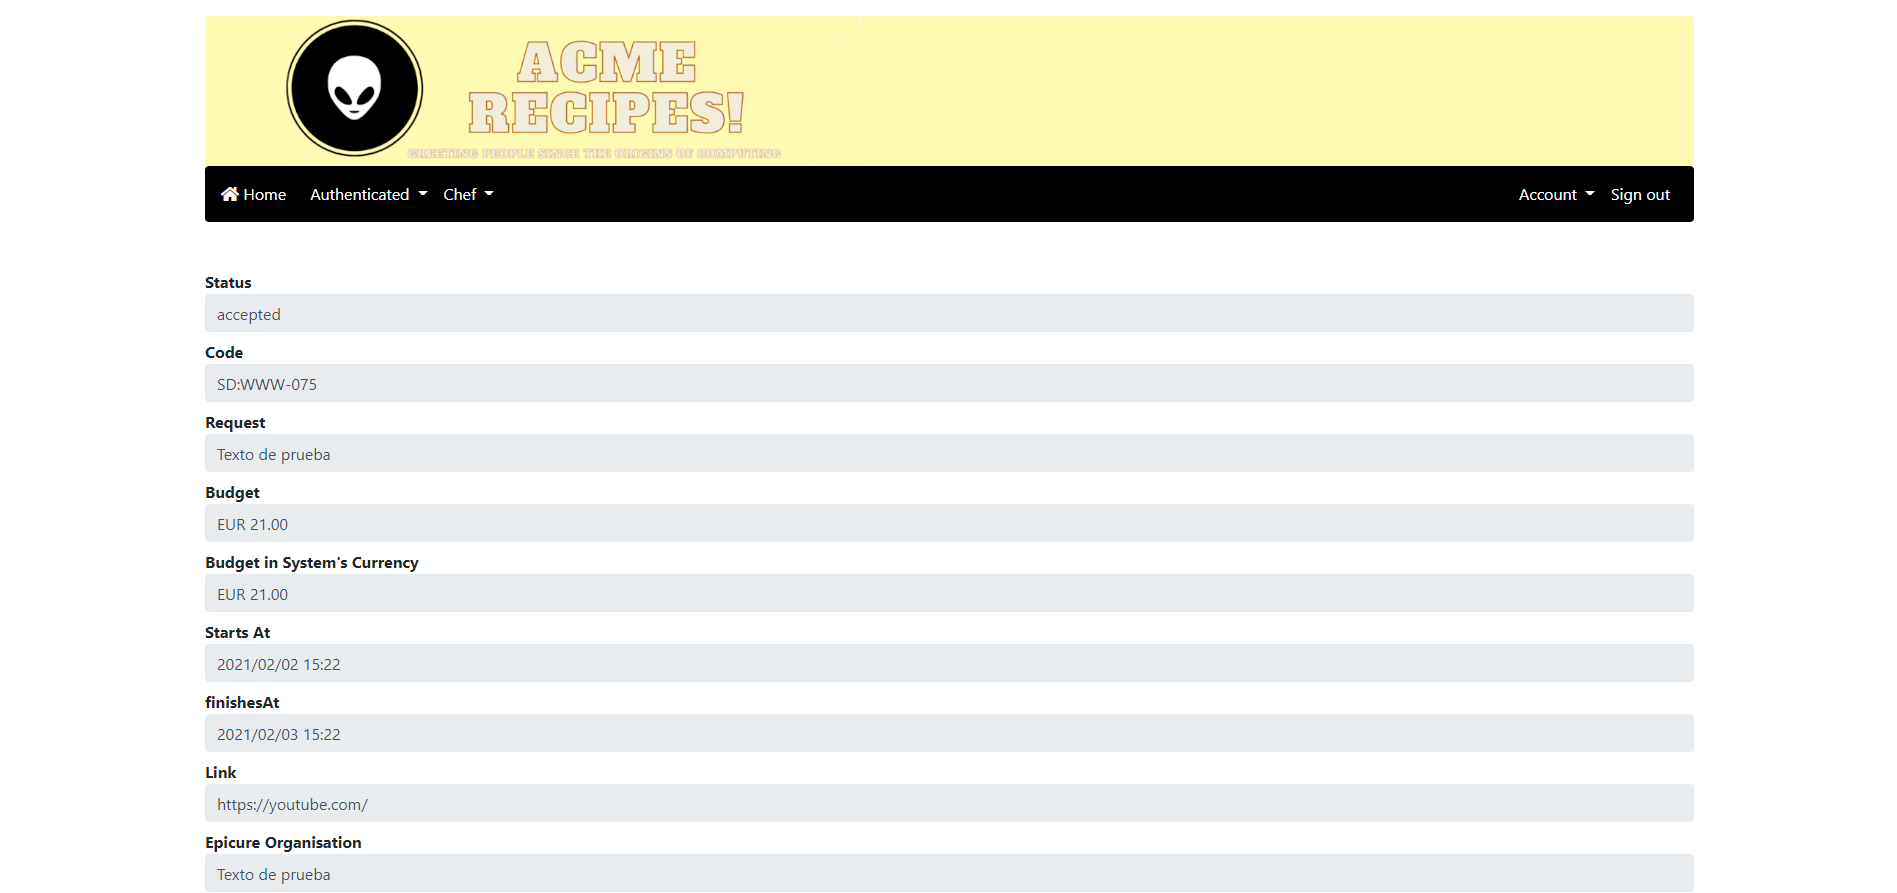 ACME
RECIPES!
GREETING PEOPLE SINCE THE ORIGINS OF COMPUTING
Home Authenticated Chef Account Sign out
Status
accepted
Code
SD:WWW-075
Request
Texto de prueba
Budget
EUR 21.00
Budget in System's Currency
EUR 21.00
Starts At
2021/02/02 15:22
finishesAt
2021/02/03 15:22
Link
https://youtube.com/
Epicure Organisation
Texto de prueba